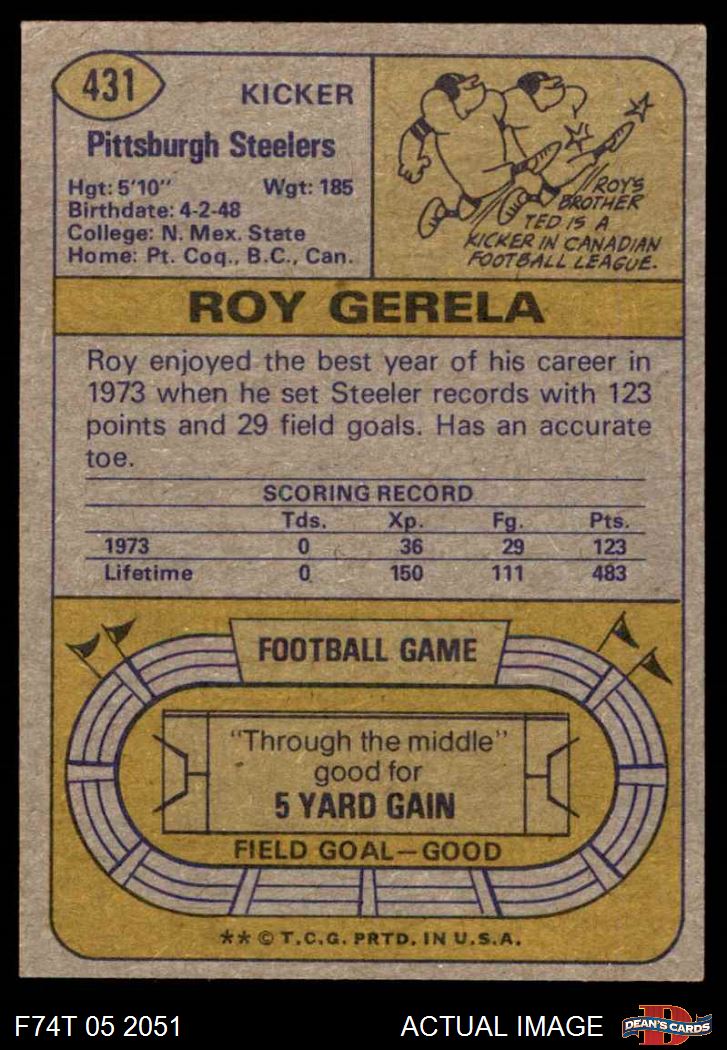 431
KICKER
Pittsburgh Steelers
Hgt: 5'10" Wgt: 185
Birthdate: 4-2-48
College: N. Mex. State
Home: Pt. Coq., B.C., Can.
ROY'S
BROTHER
TED IS A
KICKER IN CANADIAN
FOOTBALL LEAGUE.
ROY GERELA
Roy enjoyed the best year of his career in
1973 when he set Steeler records with 123
points and 29 field goals. Has an accurate
toe.
SCORING RECORD
Tds. Xp. Fg. Pts.
1973 0 36 29 123
Lifetime 0 150 111 483
FOOTBALL GAME
"Through the middle"
good for
5 YARD GAIN
FIELD GOAL—GOOD
** © T.C.G. PRTD. IN U.S.A.
F74T 05 2051 ACTUAL IMAGE
D
DEAN'S CARDS